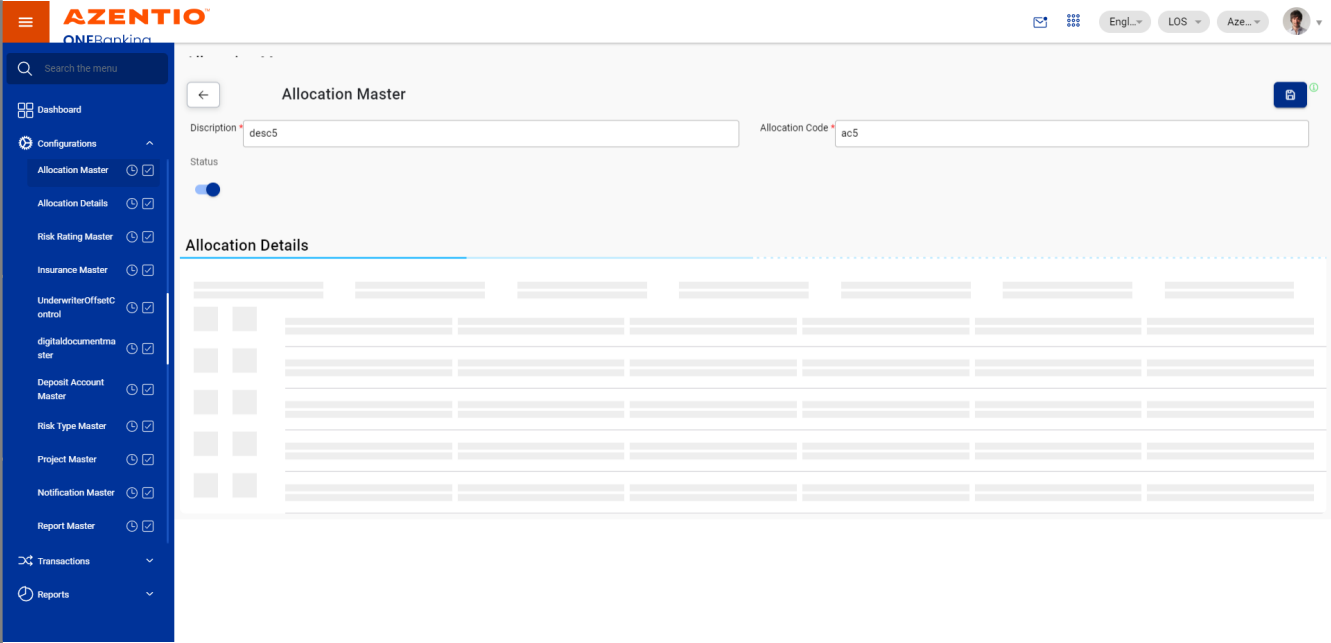 AZENTIO™
ONEBanking
Engl...
LOS
Aze...
Search the menu
Dashboard
Configurations
Allocation Master
Allocation Details
Risk Rating Master
Insurance Master
UnderwriterOffsetC
ontrol
digitaldocumentma
ster
Deposit Account
Master
Risk Type Master
Project Master
Notification Master
Report Master
Transactions
Reports
Allocation Master
Discription *
desc5
Allocation Code *
ac5
Status
Allocation Details